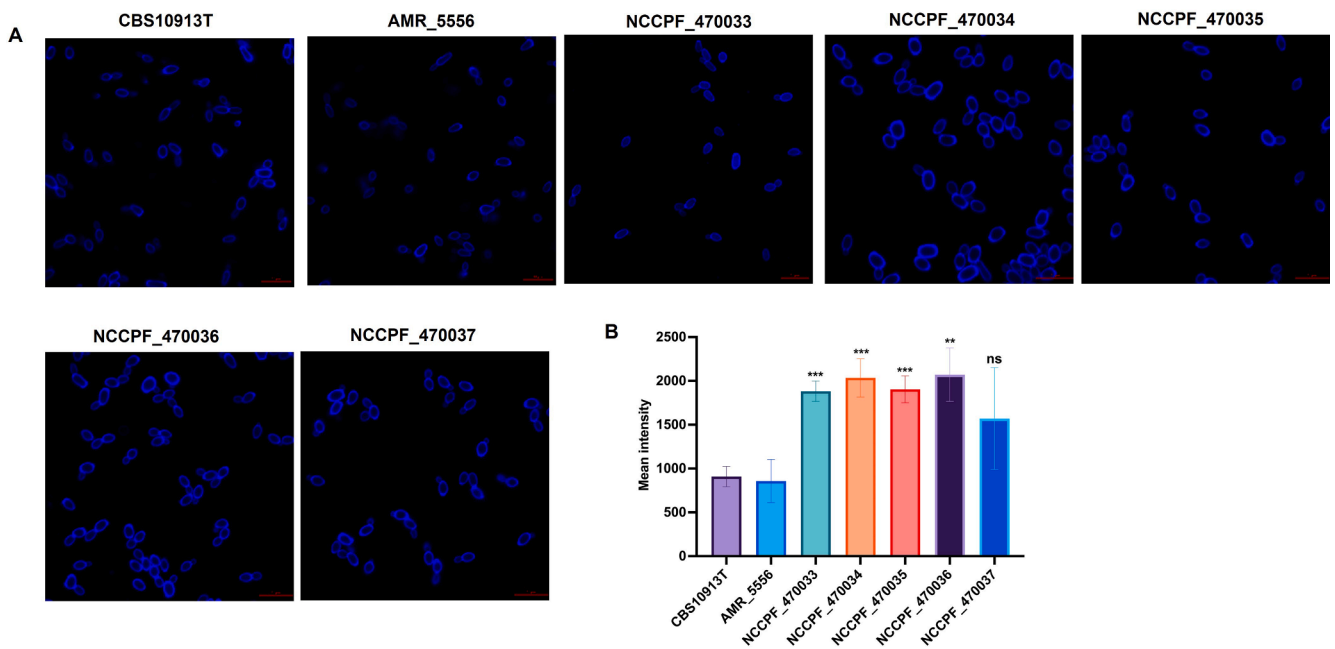 A
CBS10913T
AMR_5556
NCCPF_470033
NCCPF_470034
NCCPF_470035
NCCPF_470036
NCCPF_470037
B
Mean intensity
2500
2000
1500
1000
500
0
***
***
***
**
ns
CBS10913T
AMR_5556
NCCPF_470033
NCCPF_470034
NCCPF_470035
NCCPF_470036
NCCPF_470037